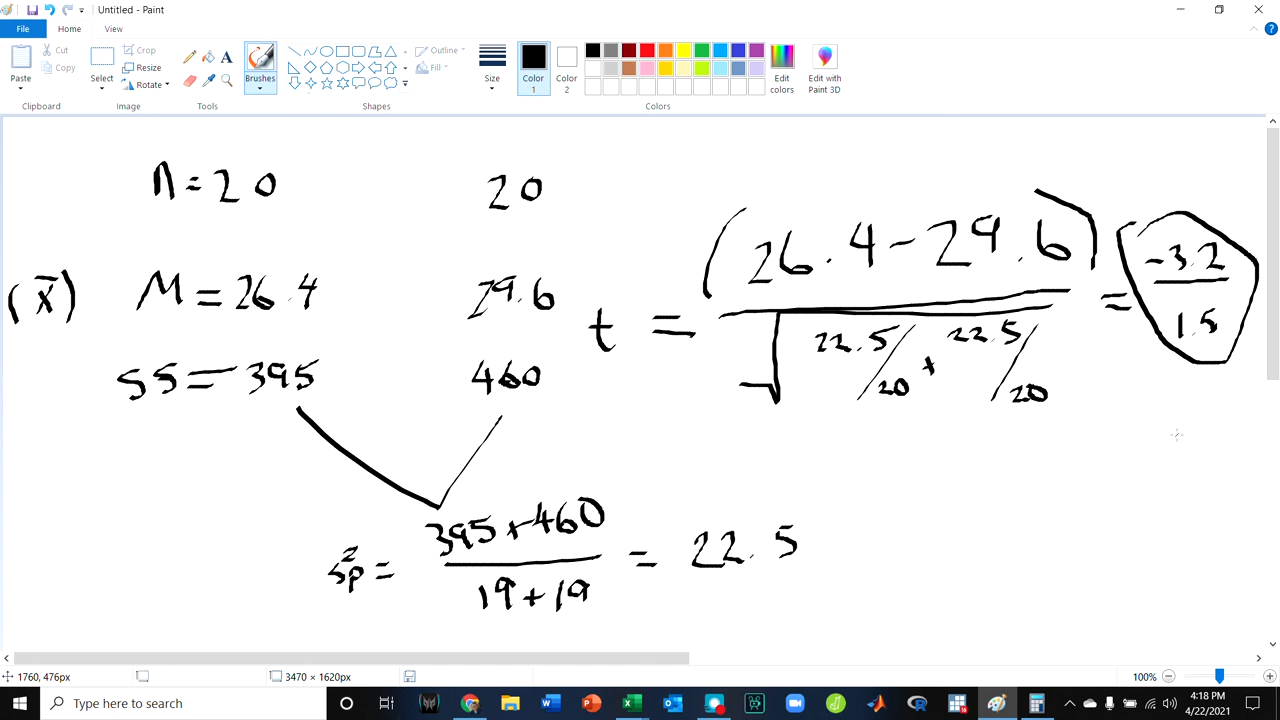 Untitled - Paint
File Home View
Paste
Cut
Copy
Clipboard
Select
Crop
Resize
Rotate
Image
Tools
Brushes
Shapes
Outline
Fill
Size
Color 1
Color 2
Colors
Edit colors
Edit with Paint 3D
n = 20 20
(x̄) M = 26.4 29.6
SS = 395 460
t = (26.4 - 29.6) / √(22.5/20 + 22.5/20) = -3.2 / 1.5
sp² = (395 + 460) / (19 + 19) = 22.5
1760, 476px
3470 × 1620px
100%
Type here to search
4:18 PM
4/22/2021